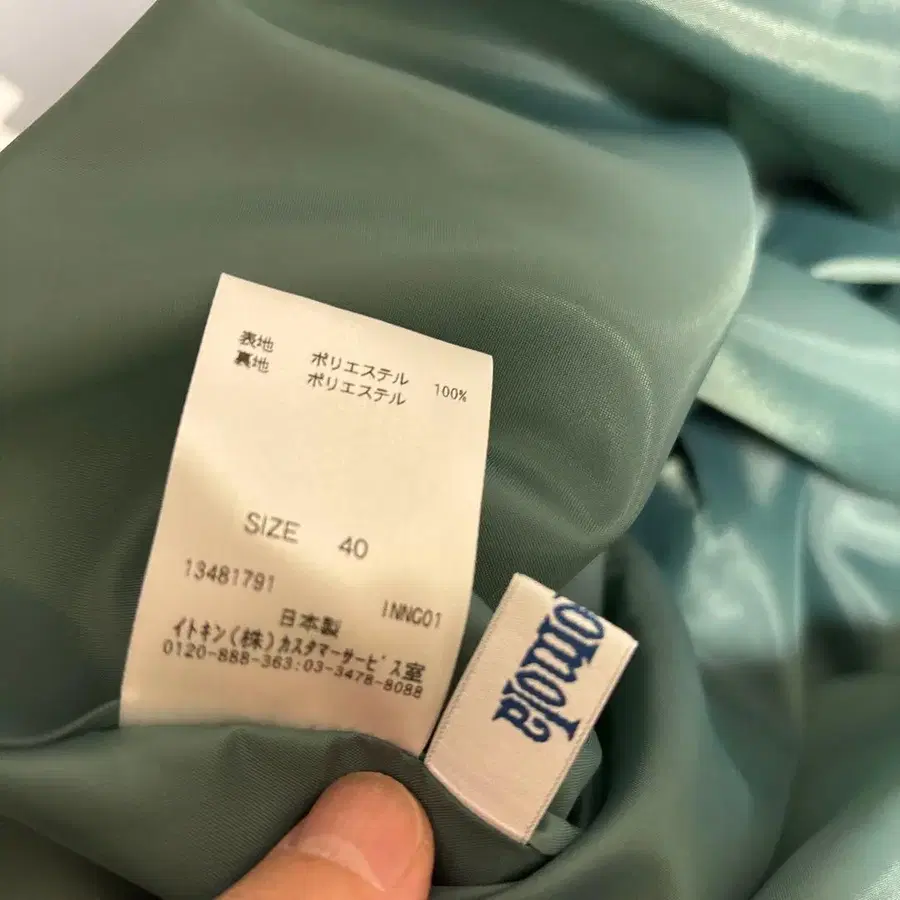 表地 ポリエステル 100%
裏地 ポリエステル
SIZE 40
13481791
INNC01
日本製
イトキン(株)カスタマーサービス室
0120-888-363:03-3478-8088